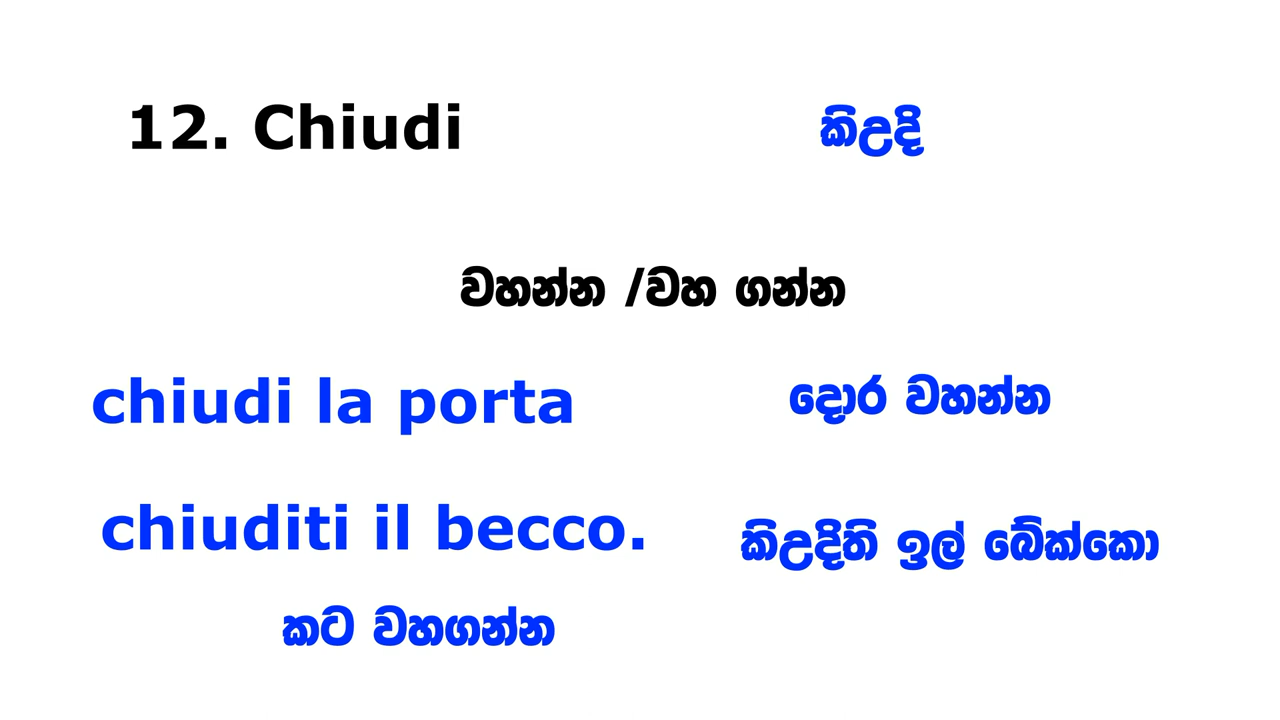 12. Chiudi කිඋදි
වහන්න /වහ ගන්න
chiudi la porta දොර වහන්න
chiuditi il becco. කිඋදිති ඉල් බේක්කො
කට වහගන්න